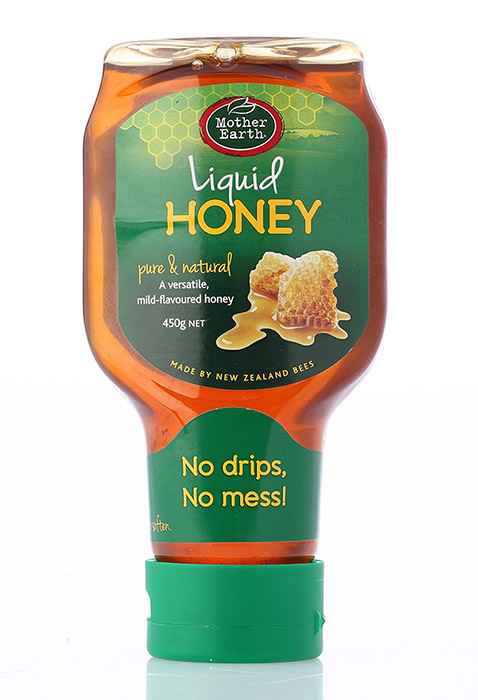 Mother
Earth
Liquid
HONEY
pure & natural
A versatile,
mild-flavoured honey
450g NET
MADE BY NEW ZEALAND BEES
No drips,
No mess!
soften